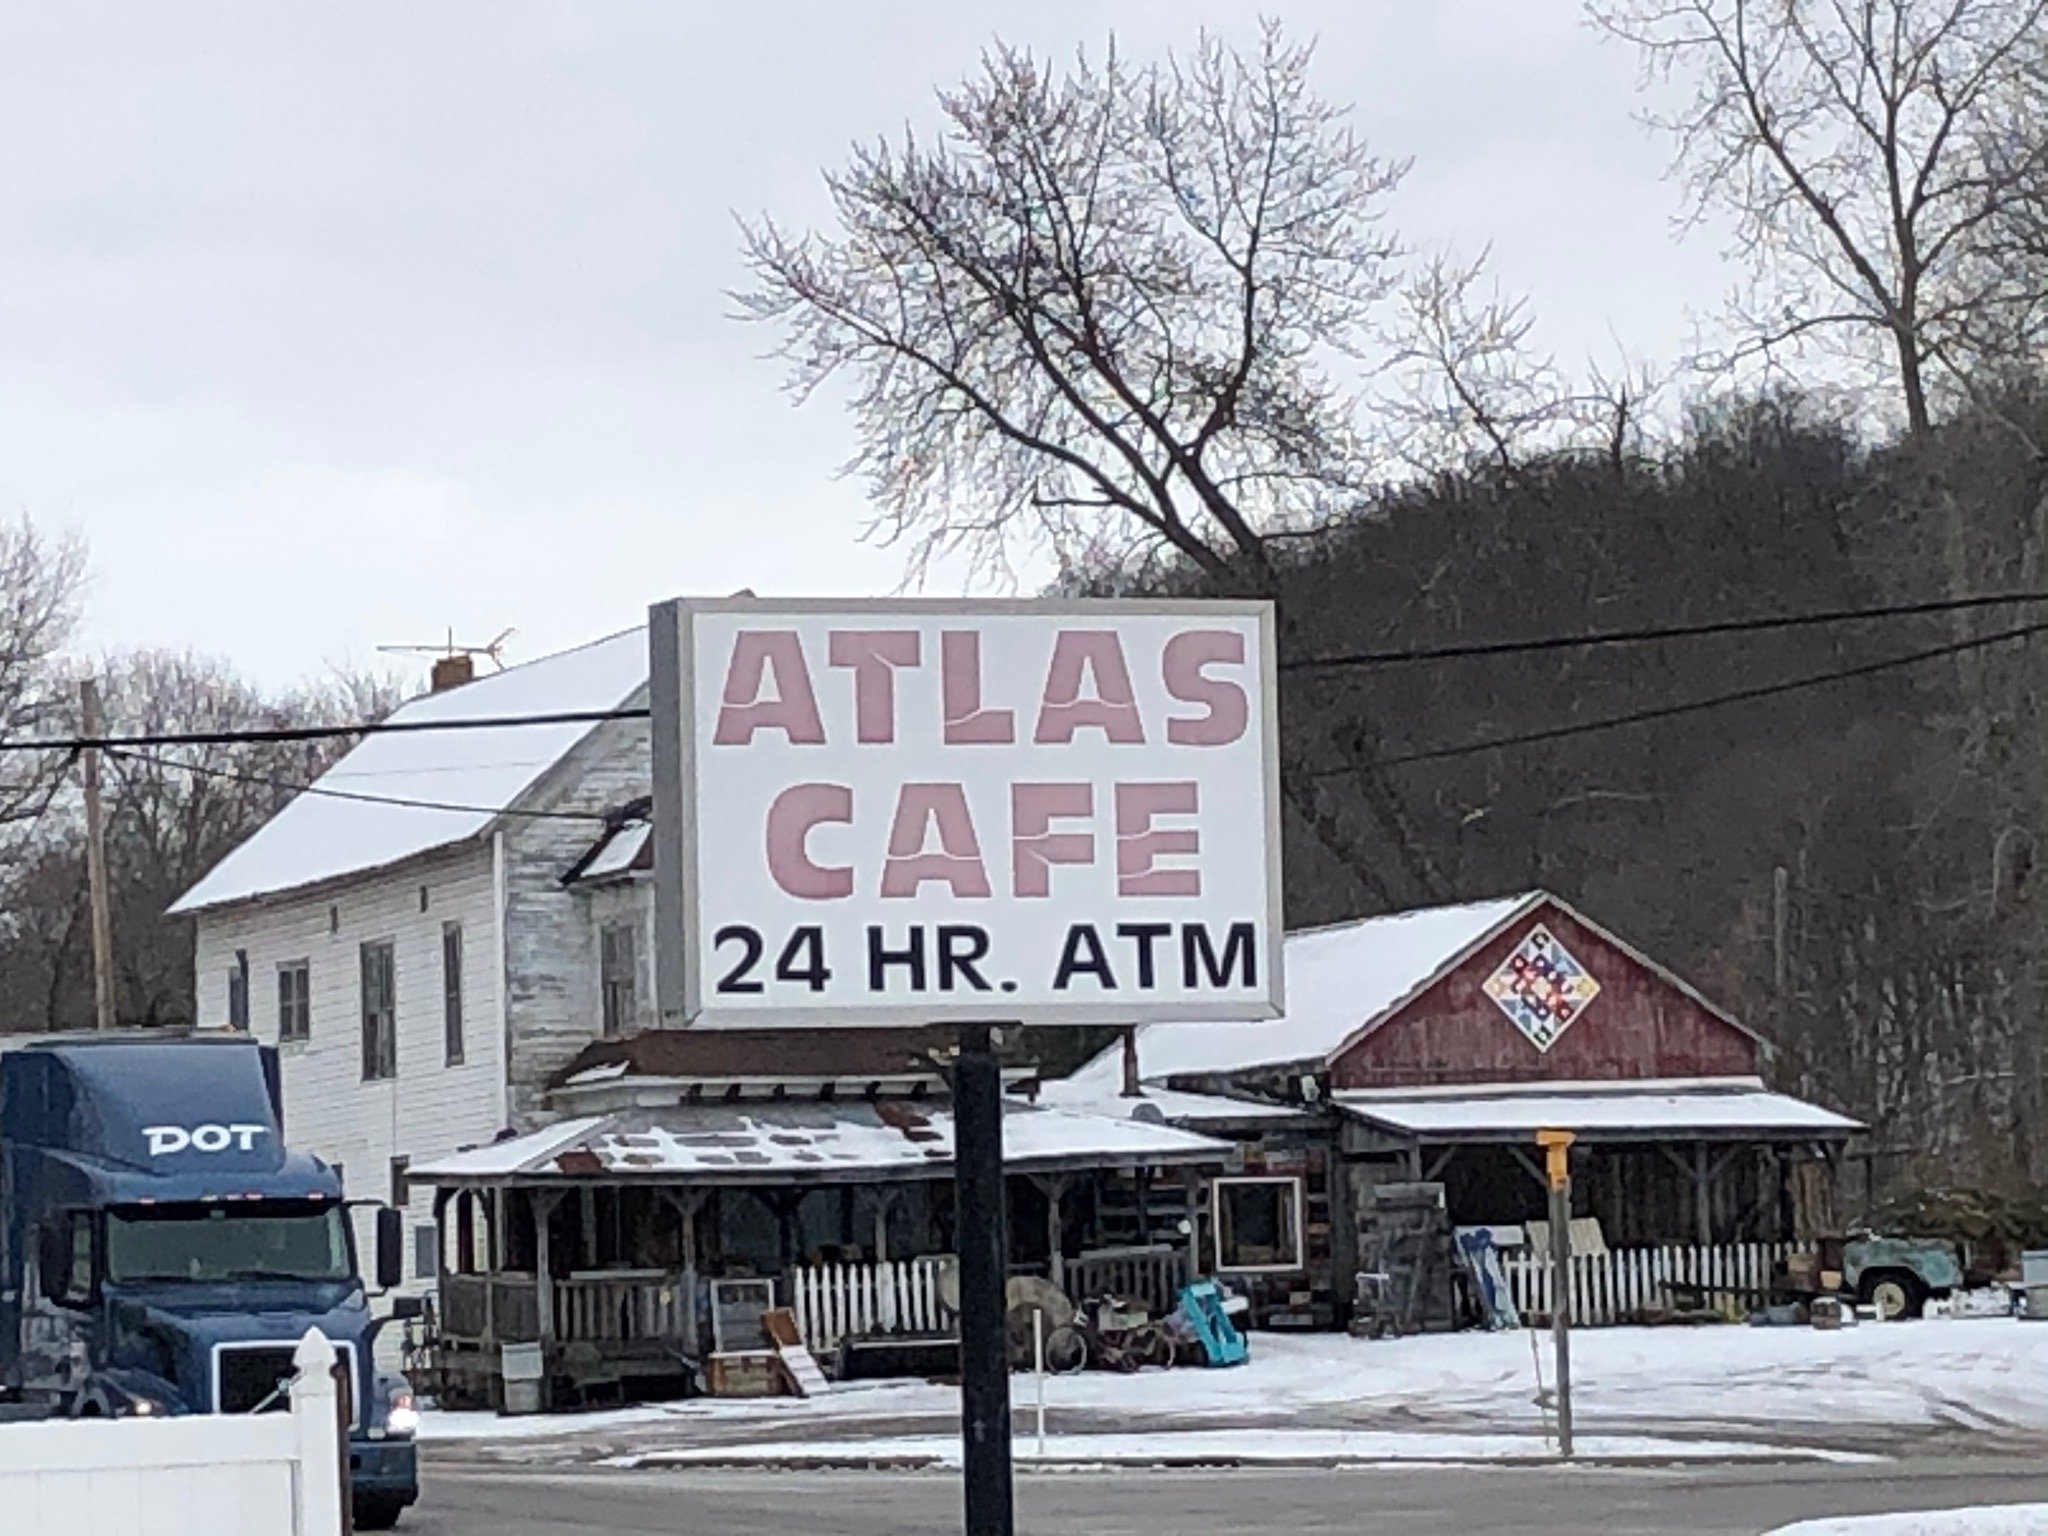 ATLAS
CAFE
24 HR. ATM
DOT